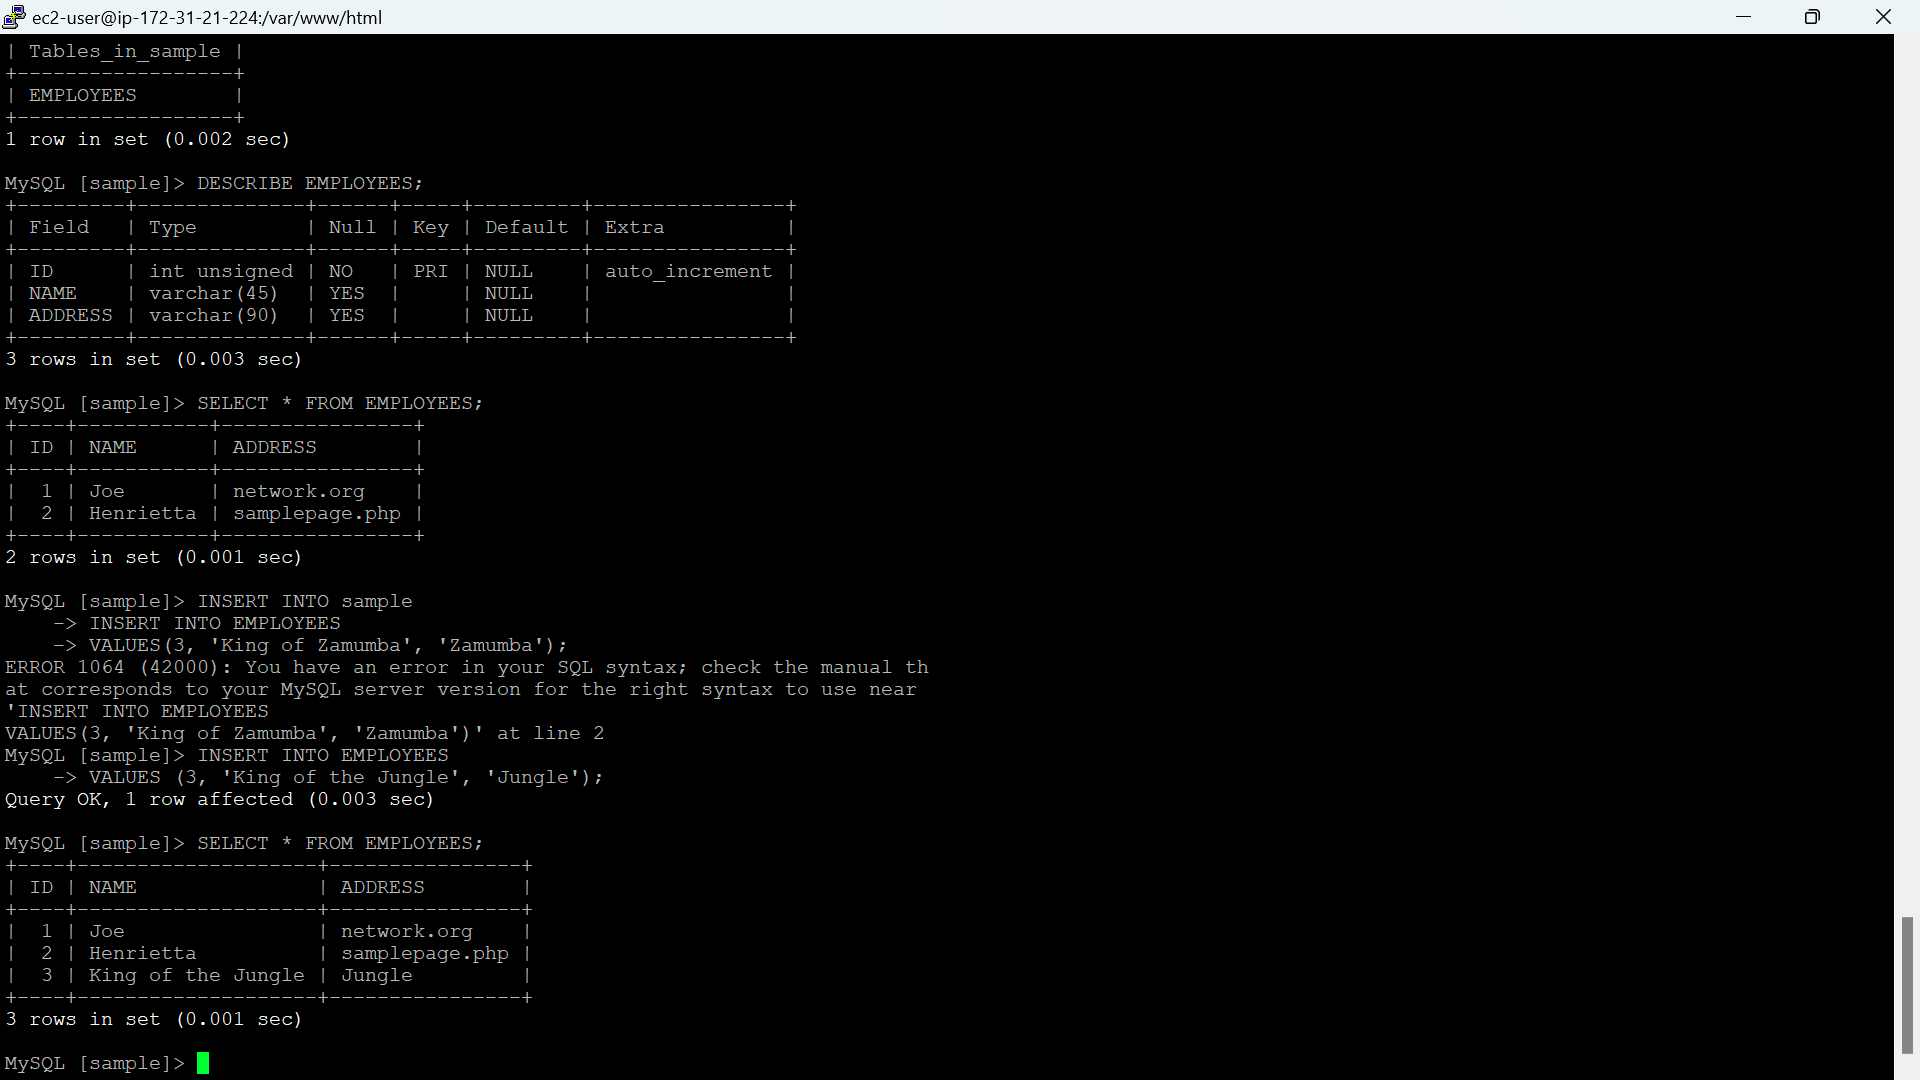 ec2-user@ip-172-31-21-224:/var/www/html
| Tables_in_sample |
+------------------+
| EMPLOYEES        |
+------------------+
1 row in set (0.002 sec)

MySQL [sample]> DESCRIBE EMPLOYEES;
+---------+--------------+------+-----+---------+----------------+
| Field   | Type         | Null | Key | Default | Extra          |
+---------+--------------+------+-----+---------+----------------+
| ID      | int unsigned | NO   | PRI | NULL    | auto_increment |
| NAME    | varchar(45)  | YES  |     | NULL    |                |
| ADDRESS | varchar(90)  | YES  |     | NULL    |                |
+---------+--------------+------+-----+---------+----------------+
3 rows in set (0.003 sec)

MySQL [sample]> SELECT * FROM EMPLOYEES;
+----+-----------+----------------+
| ID | NAME      | ADDRESS        |
+----+-----------+----------------+
|  1 | Joe       | network.org    |
|  2 | Henrietta | samplepage.php |
+----+-----------+----------------+
2 rows in set (0.001 sec)

MySQL [sample]> INSERT INTO sample
    -> INSERT INTO EMPLOYEES
    -> VALUES(3, 'King of Zamumba', 'Zamumba');
ERROR 1064 (42000): You have an error in your SQL syntax; check the manual th
at corresponds to your MySQL server version for the right syntax to use near
'INSERT INTO EMPLOYEES
VALUES(3, 'King of Zamumba', 'Zamumba')' at line 2
MySQL [sample]> INSERT INTO EMPLOYEES
    -> VALUES (3, 'King of the Jungle', 'Jungle');
Query OK, 1 row affected (0.003 sec)

MySQL [sample]> SELECT * FROM EMPLOYEES;
+----+--------------------+----------------+
| ID | NAME               | ADDRESS        |
+----+--------------------+----------------+
|  1 | Joe                | network.org    |
|  2 | Henrietta          | samplepage.php |
|  3 | King of the Jungle | Jungle         |
+----+--------------------+----------------+
3 rows in set (0.001 sec)

MySQL [sample]>